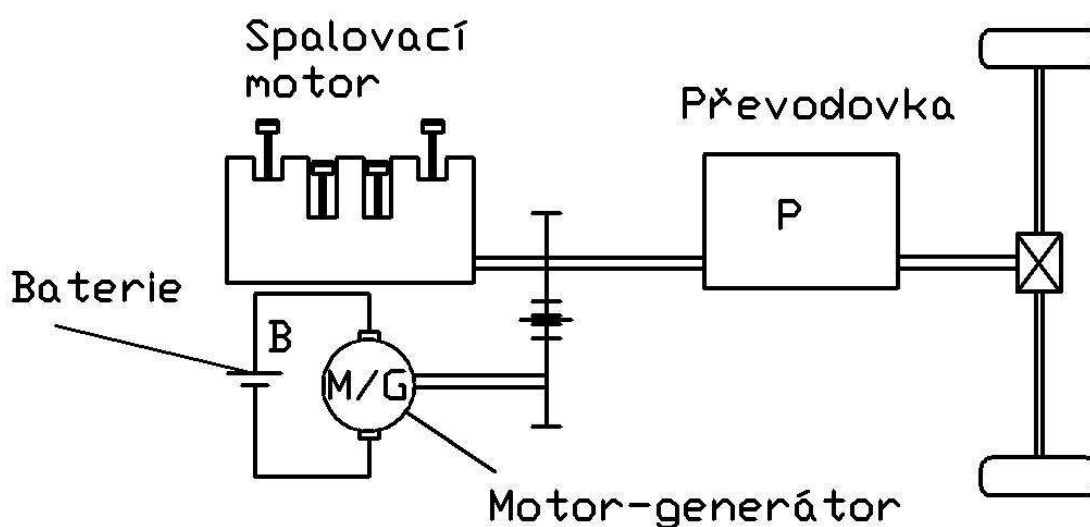 Spalovací
motor
Převodovka
P
Baterie
B
M/G
Motor-generátor